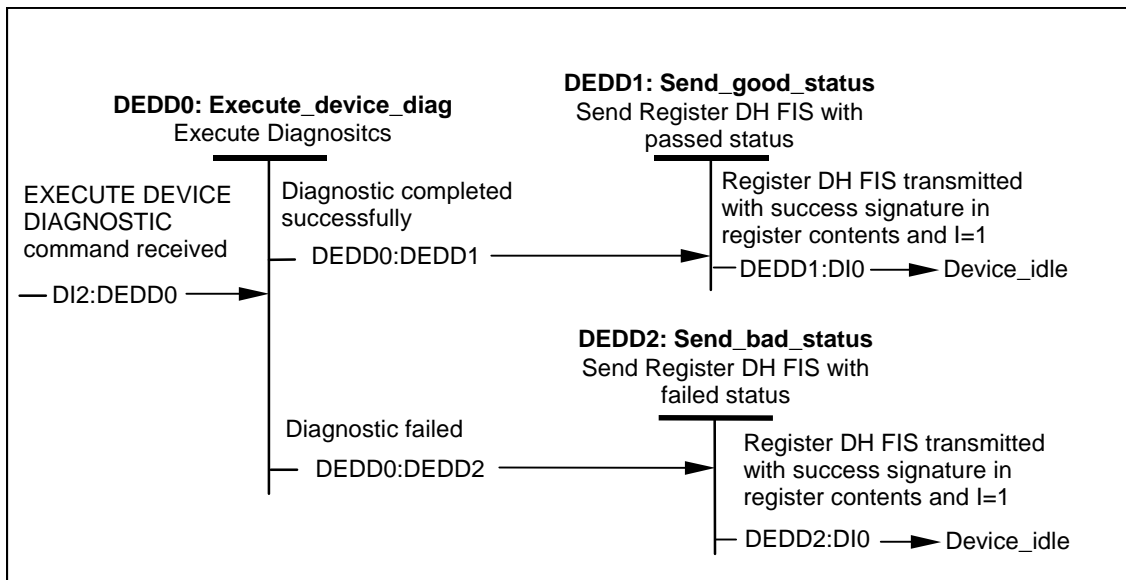 DEDD0: Execute_device_diag
Execute Diagnositcs
EXECUTE DEVICE
DIAGNOSTIC
command received
DI2:DEDD0
Diagnostic completed
successfully
DEDD0:DEDD1
Diagnostic failed
DEDD0:DEDD2
DEDD1: Send_good_status
Send Register DH FIS with
passed status
Register DH FIS transmitted
with success signature in
register contents and I=1
DEDD1:DI0
Device_idle
DEDD2: Send_bad_status
Send Register DH FIS with
failed status
Register DH FIS transmitted
with success signature in
register contents and I=1
DEDD2:DI0
Device_idle